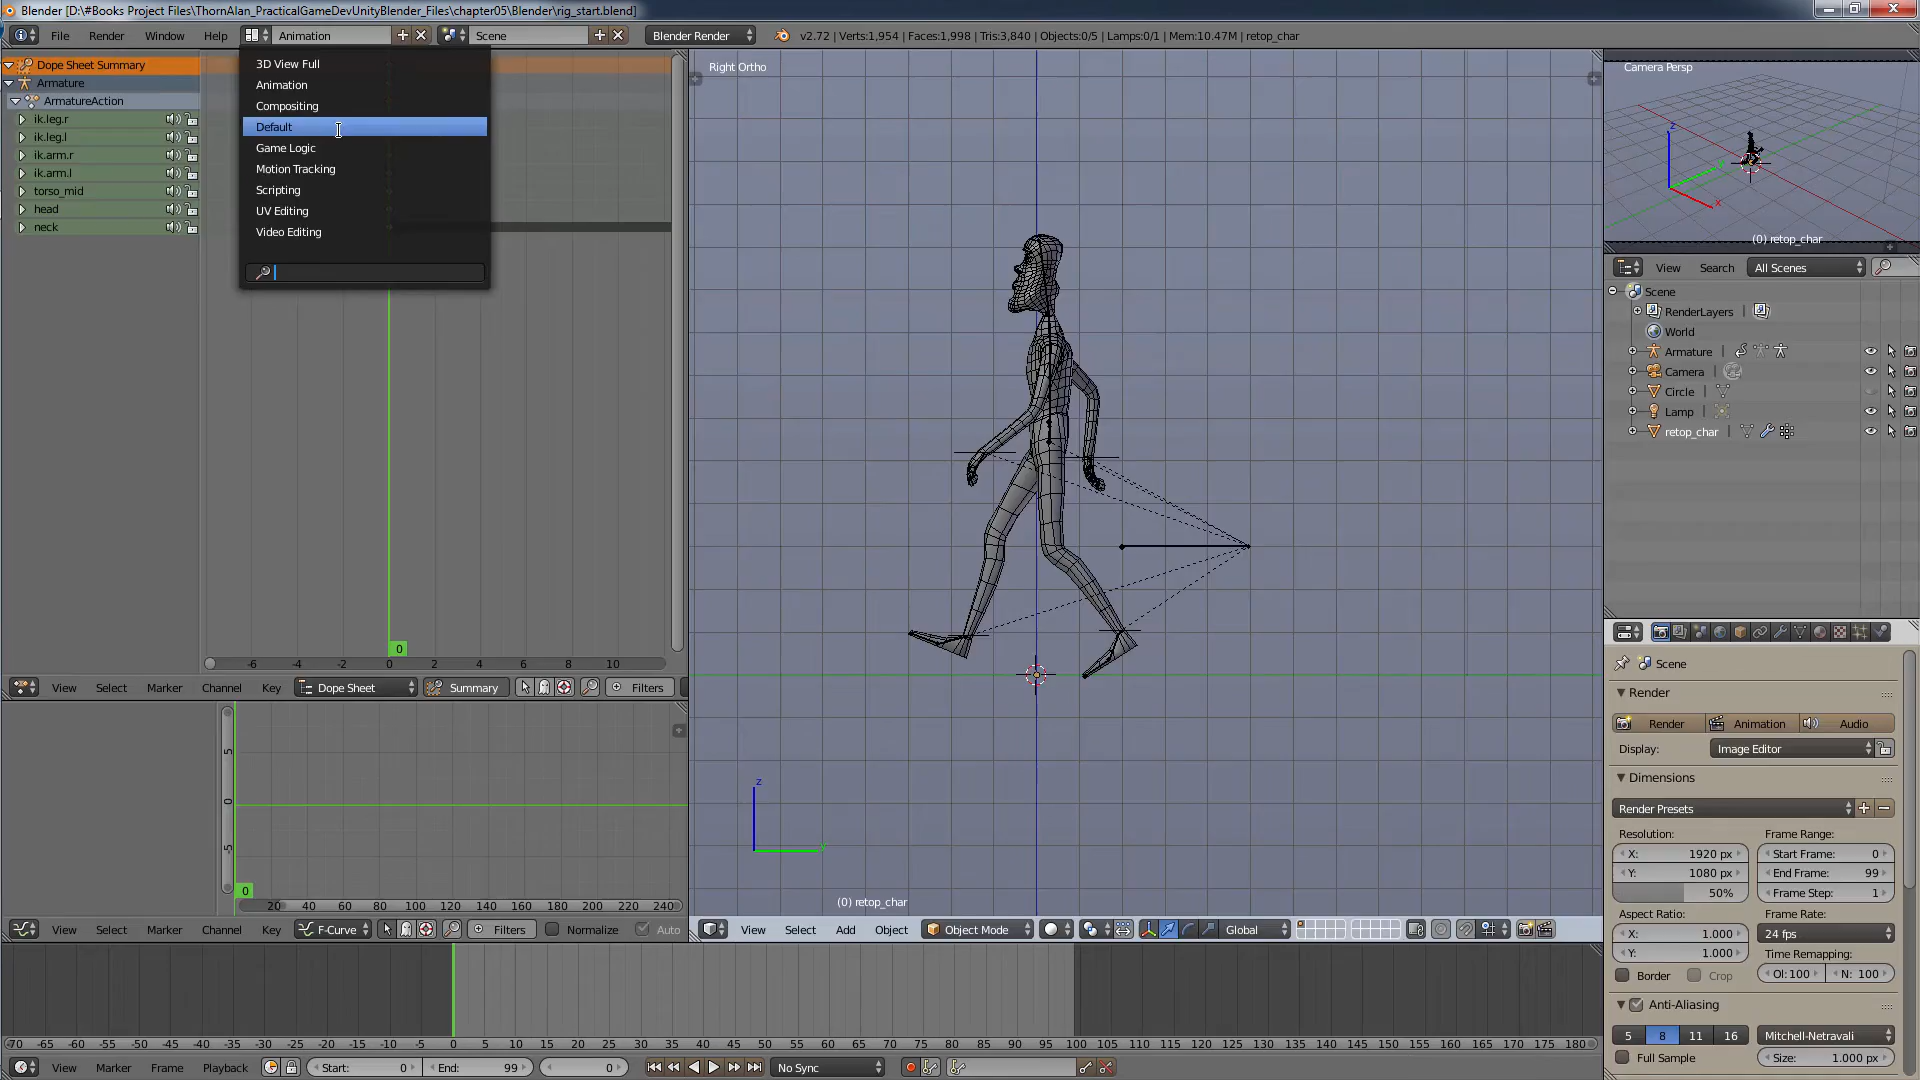 Blender [D:\#Books Project Files\ThornAlan_PracticalGameDevUnityBlender_Files\chapter05\Blender\rig_start.blend]
File Render Window Help Animation Scene Blender Render v2.72 | Verts:1,954 | Faces:1,998 | Tris:3,840 | Objects:0/5 | Lamps:0/1 | Mem:10.47M | retop_char
Dope Sheet Summary
Armature
ArmatureAction
ik.leg.r
ik.leg.l
ik.arm.r
ik.arm.l
torso_mid
head
neck
3D View Full
Animation
Compositing
Default
Game Logic
Motion Tracking
Scripting
UV Editing
Video Editing
0
-6 -4 -2 0 2 4 6 8 10
View Select Marker Channel Key Dope Sheet Summary Filters
5
0
-5
0
20 40 60 80 100 120 140 160 180 200 220 240
View Select Marker Channel Key F-Curve Filters Normalize Auto
Right Ortho
z
y
(0) retop_char
View Select Add Object Object Mode Global
Camera Persp
z
y
x
(0) retop_char
View Search All Scenes
Scene
RenderLayers |
World
Armature |
Camera |
Circle |
Lamp |
retop_char |
Scene
Render
Render Animation Audio
Display: Image Editor
Dimensions
Render Presets
Resolution: Frame Range:
X: 1920 px Start Frame: 0
Y: 1080 px End Frame: 99
50% Frame Step: 1
Aspect Ratio: Frame Rate:
X: 1.000 24 fps
Y: 1.000 Time Remapping:
Border Crop Ol:100 N: 100
Anti-Aliasing
5 8 11 16 Mitchell-Netravali
Full Sample Size: 1.000 px
-70 -65 -60 -55 -50 -45 -40 -35 -30 -25 -20 -15 -10 -5 0 5 10 15 20 25 30 35 40 45 50 55 60 65 70 75 80 85 90 95 100 105 110 115 120 125 130 135 140 145 150 155 160 165 170 175 180
View Marker Frame Playback Start: 0 End: 99 0 No Sync